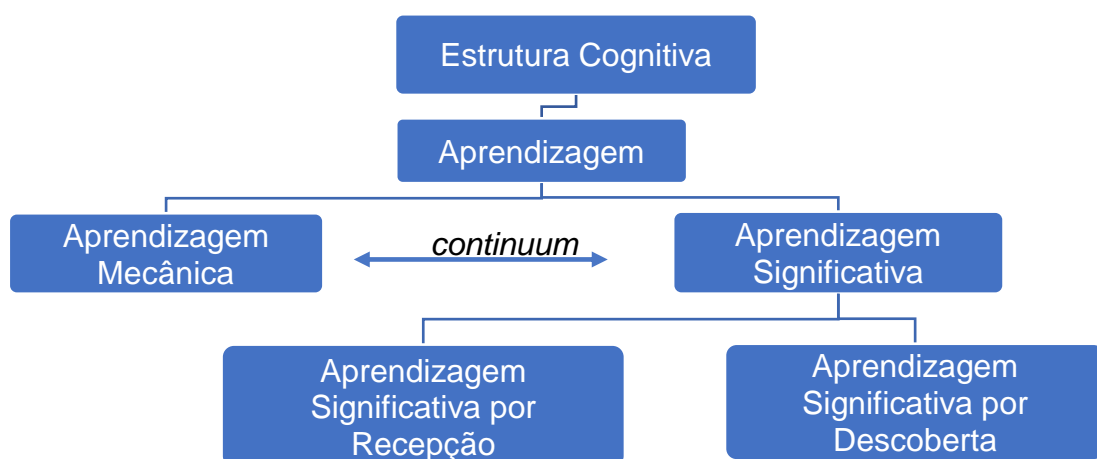 Estrutura Cognitiva
Aprendizagem
Aprendizagem
Mecânica
continuum
Aprendizagem
Significativa
Aprendizagem
Significativa por
Recepção
Aprendizagem
Significativa por
Descoberta